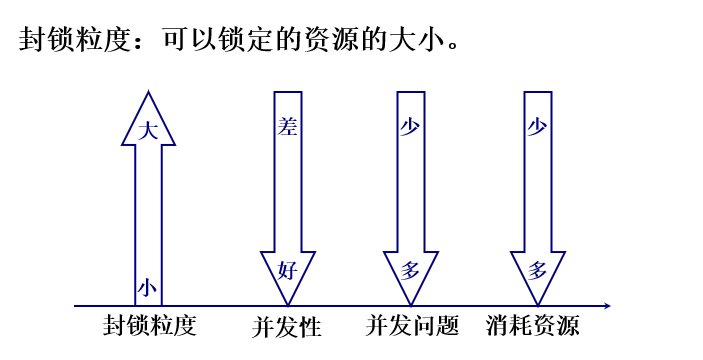 封锁粒度：可以锁定的资源的大小。
大 差 少 少
小 好 多 多
封锁粒度 并发性 并发问题 消耗资源